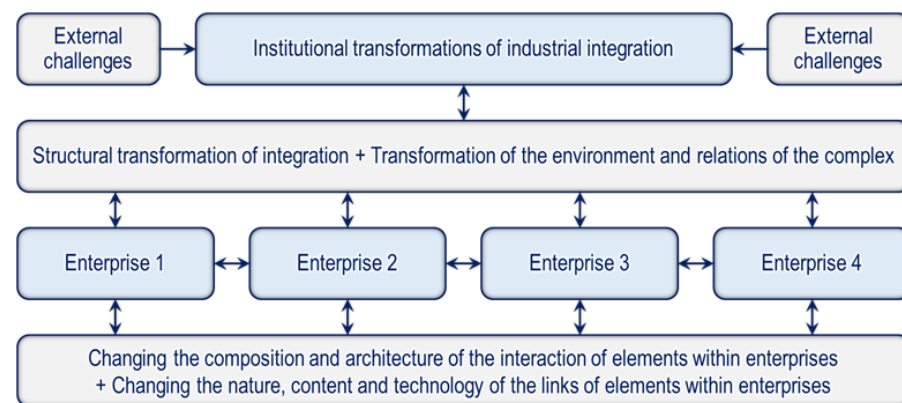 External
challenges
Institutional transformations of industrial integration
External
challenges
Structural transformation of integration + Transformation of the environment and relations of the complex
Enterprise 1
Enterprise 2
Enterprise 3
Enterprise 4
Changing the composition and architecture of the interaction of elements within enterprises
+ Changing the nature, content and technology of the links of elements within enterprises